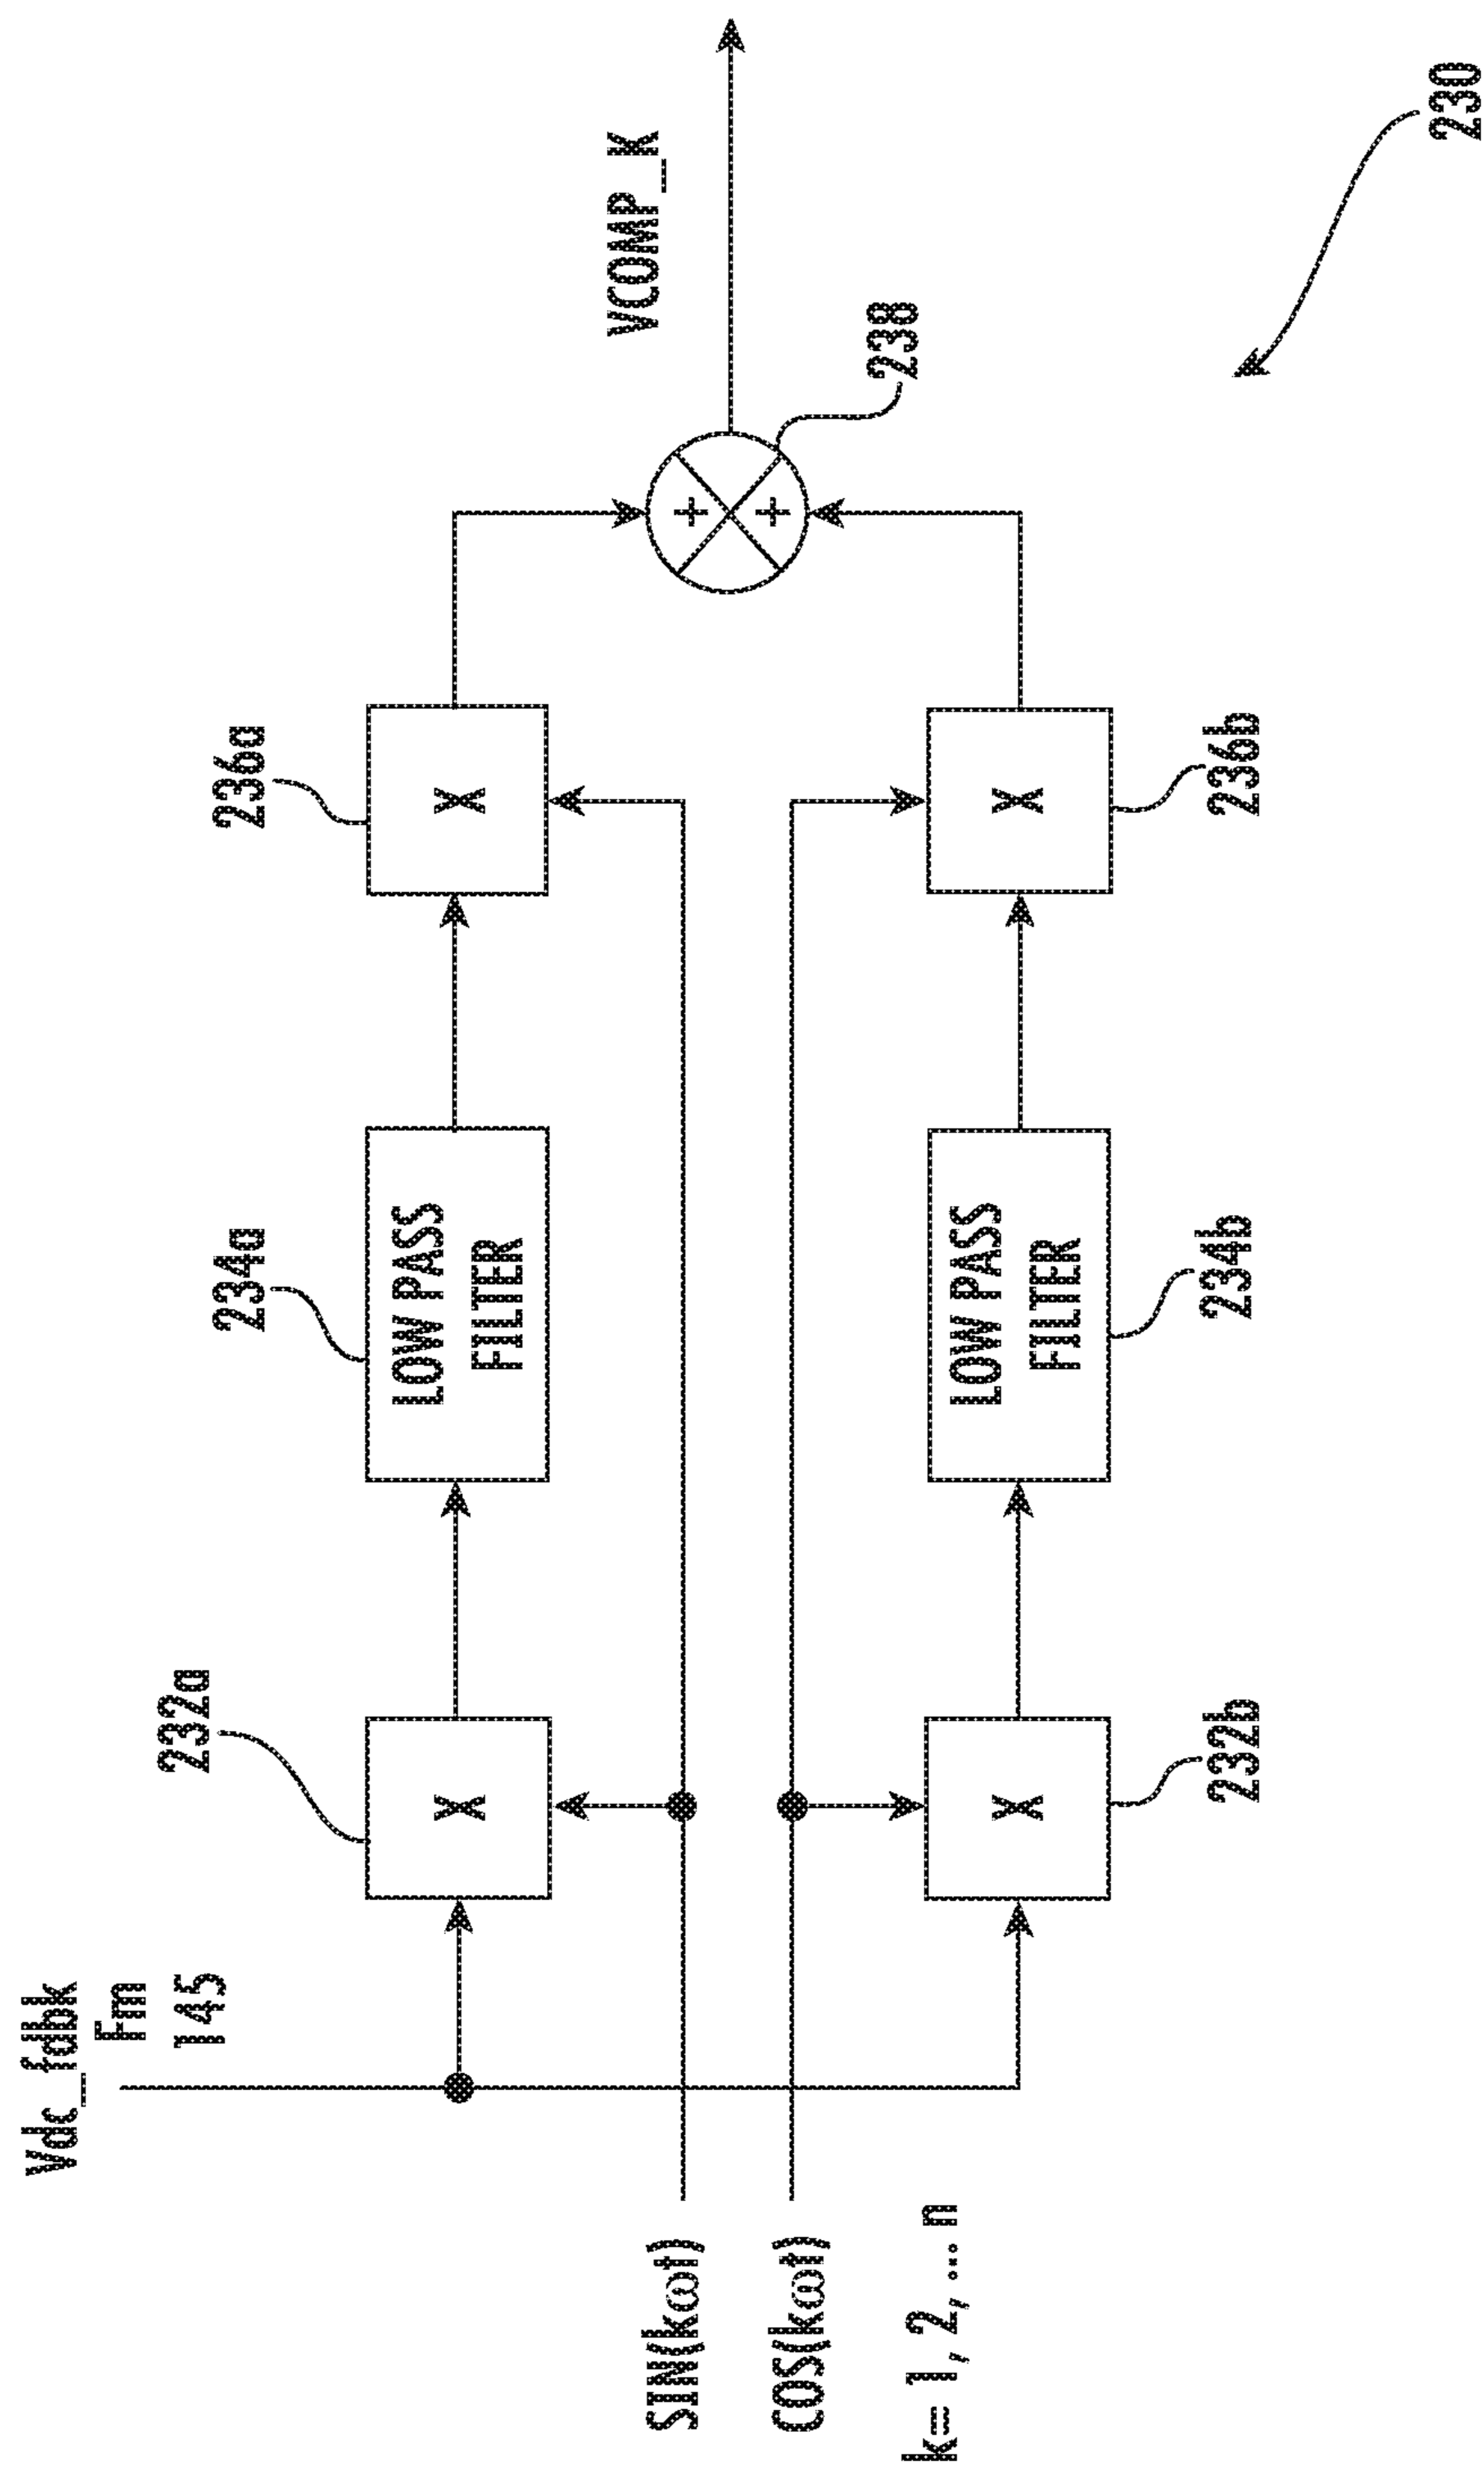 Vdc_fdbk
Fm
145
232a
X
234a
LOW PASS
FILTER
236a
X
VCOMP_K
+
+
238
SIN(kωt)
COS(kωt)
k= 1, 2, ... n
X
232b
LOW PASS
FILTER
234b
X
236b
230